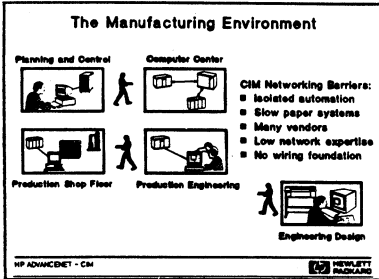 The Manufacturing Environment
Planning and Control
Computer Center
CIM Networking Barriers:
Isolated automation
Slow paper systems
Many vendors
Low network expertise
No wiring foundation
Production Shop Floor
Production Engineering
Engineering Design
HP ADVANCENET - CIM
hp HEWLETT
PACKARD